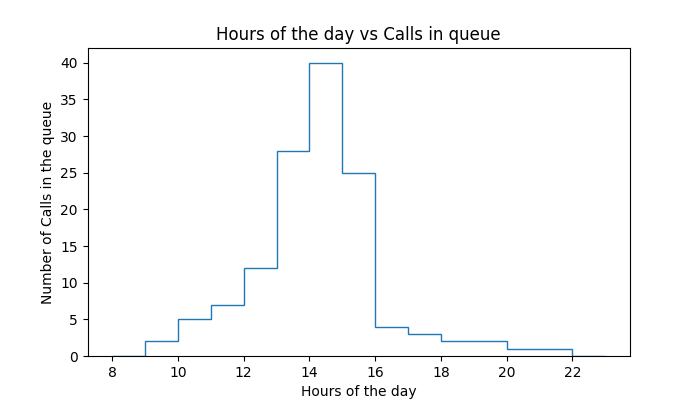 Hours of the day vs Calls in queue
Number of Calls in the queue
40
35
30
25
20
15
10
5
0
8 10 12 14 16 18 20 22
Hours of the day